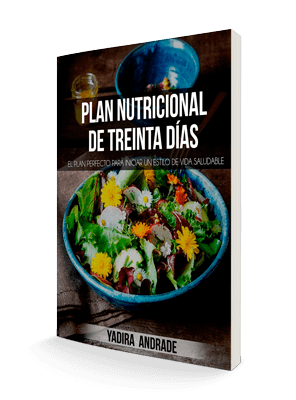 PLAN NUTRICIONAL
DE TREINTA DÍAS
EL PLAN PERFECTO PARA INICIAR UN ESTILO DE VIDA SALUDABLE
YADIRA ANDRADE